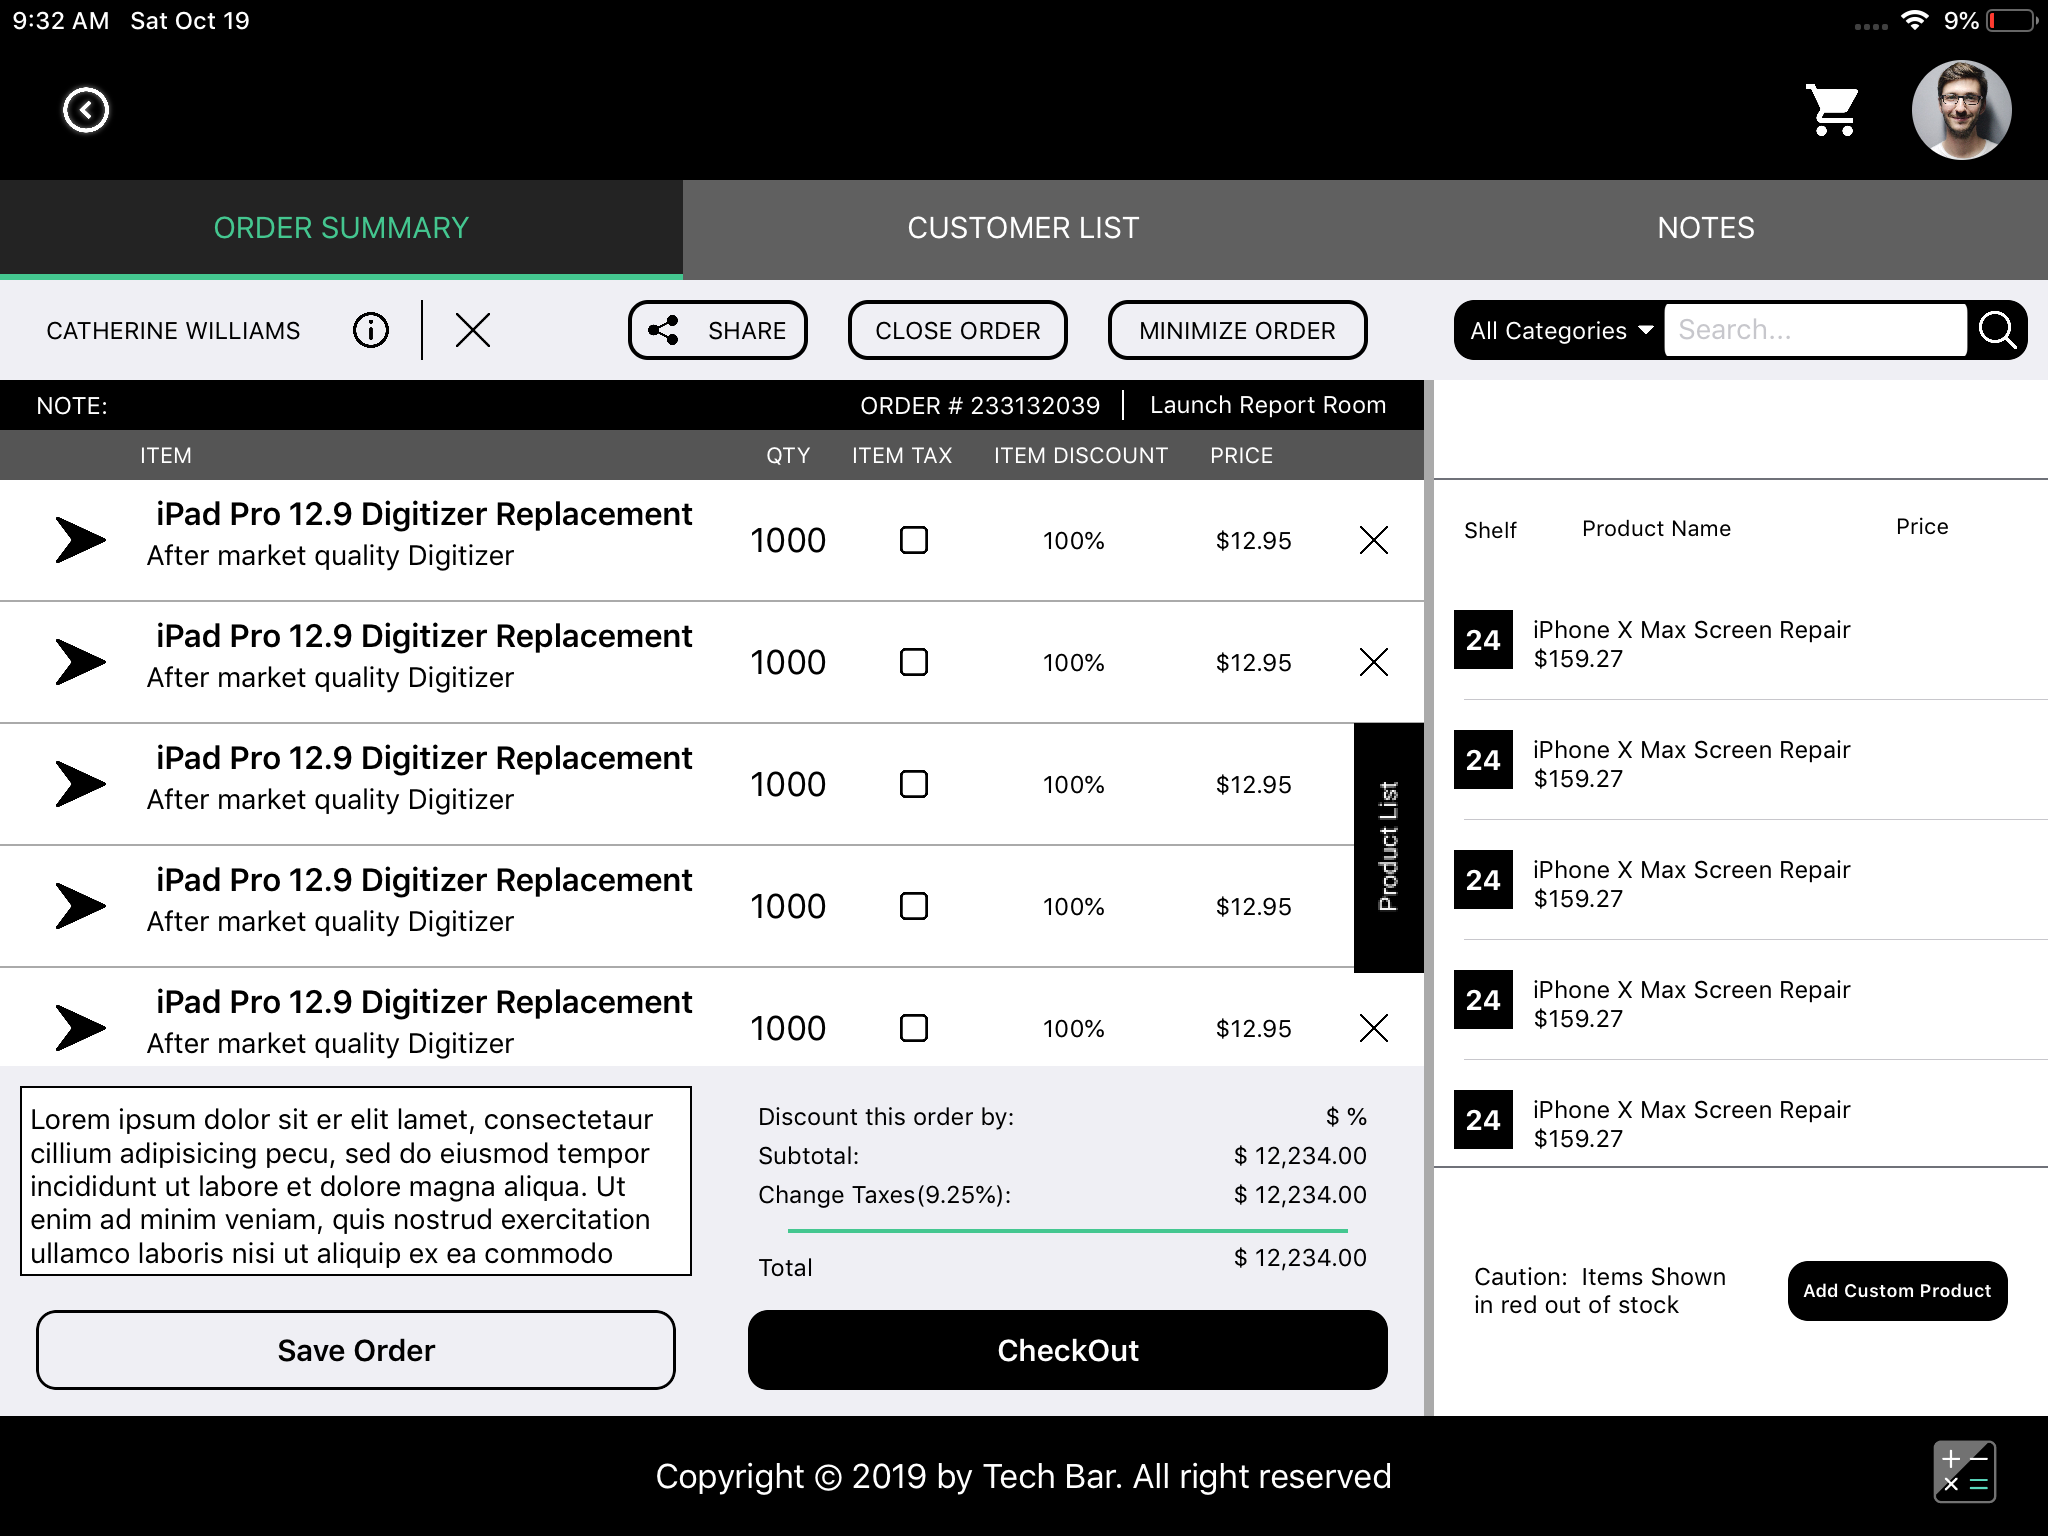 9:32 AM Sat Oct 19
9%
ORDER SUMMARY
CUSTOMER LIST
NOTES
CATHERINE WILLIAMS
SHARE
CLOSE ORDER
MINIMIZE ORDER
All Categories
Search...
NOTE:
ORDER # 233132039
Launch Report Room
ITEM QTY ITEM TAX ITEM DISCOUNT PRICE
iPad Pro 12.9 Digitizer Replacement
After market quality Digitizer
1000 100% $12.95
iPad Pro 12.9 Digitizer Replacement
After market quality Digitizer
1000 100% $12.95
iPad Pro 12.9 Digitizer Replacement
After market quality Digitizer
1000 100% $12.95
iPad Pro 12.9 Digitizer Replacement
After market quality Digitizer
1000 100% $12.95
iPad Pro 12.9 Digitizer Replacement
After market quality Digitizer
1000 100% $12.95
Product List
Lorem ipsum dolor sit er elit lamet, consectetaur
cillium adipisicing pecu, sed do eiusmod tempor
incididunt ut labore et dolore magna aliqua. Ut
enim ad minim veniam, quis nostrud exercitation
ullamco laboris nisi ut aliquip ex ea commodo
Discount this order by: $ %
Subtotal: $ 12,234.00
Change Taxes(9.25%): $ 12,234.00
Total $ 12,234.00
Save Order
CheckOut
Shelf Product Name Price
24 iPhone X Max Screen Repair
$159.27
24 iPhone X Max Screen Repair
$159.27
24 iPhone X Max Screen Repair
$159.27
24 iPhone X Max Screen Repair
$159.27
24 iPhone X Max Screen Repair
$159.27
Caution: Items Shown
in red out of stock
Add Custom Product
Copyright © 2019 by Tech Bar. All right reserved